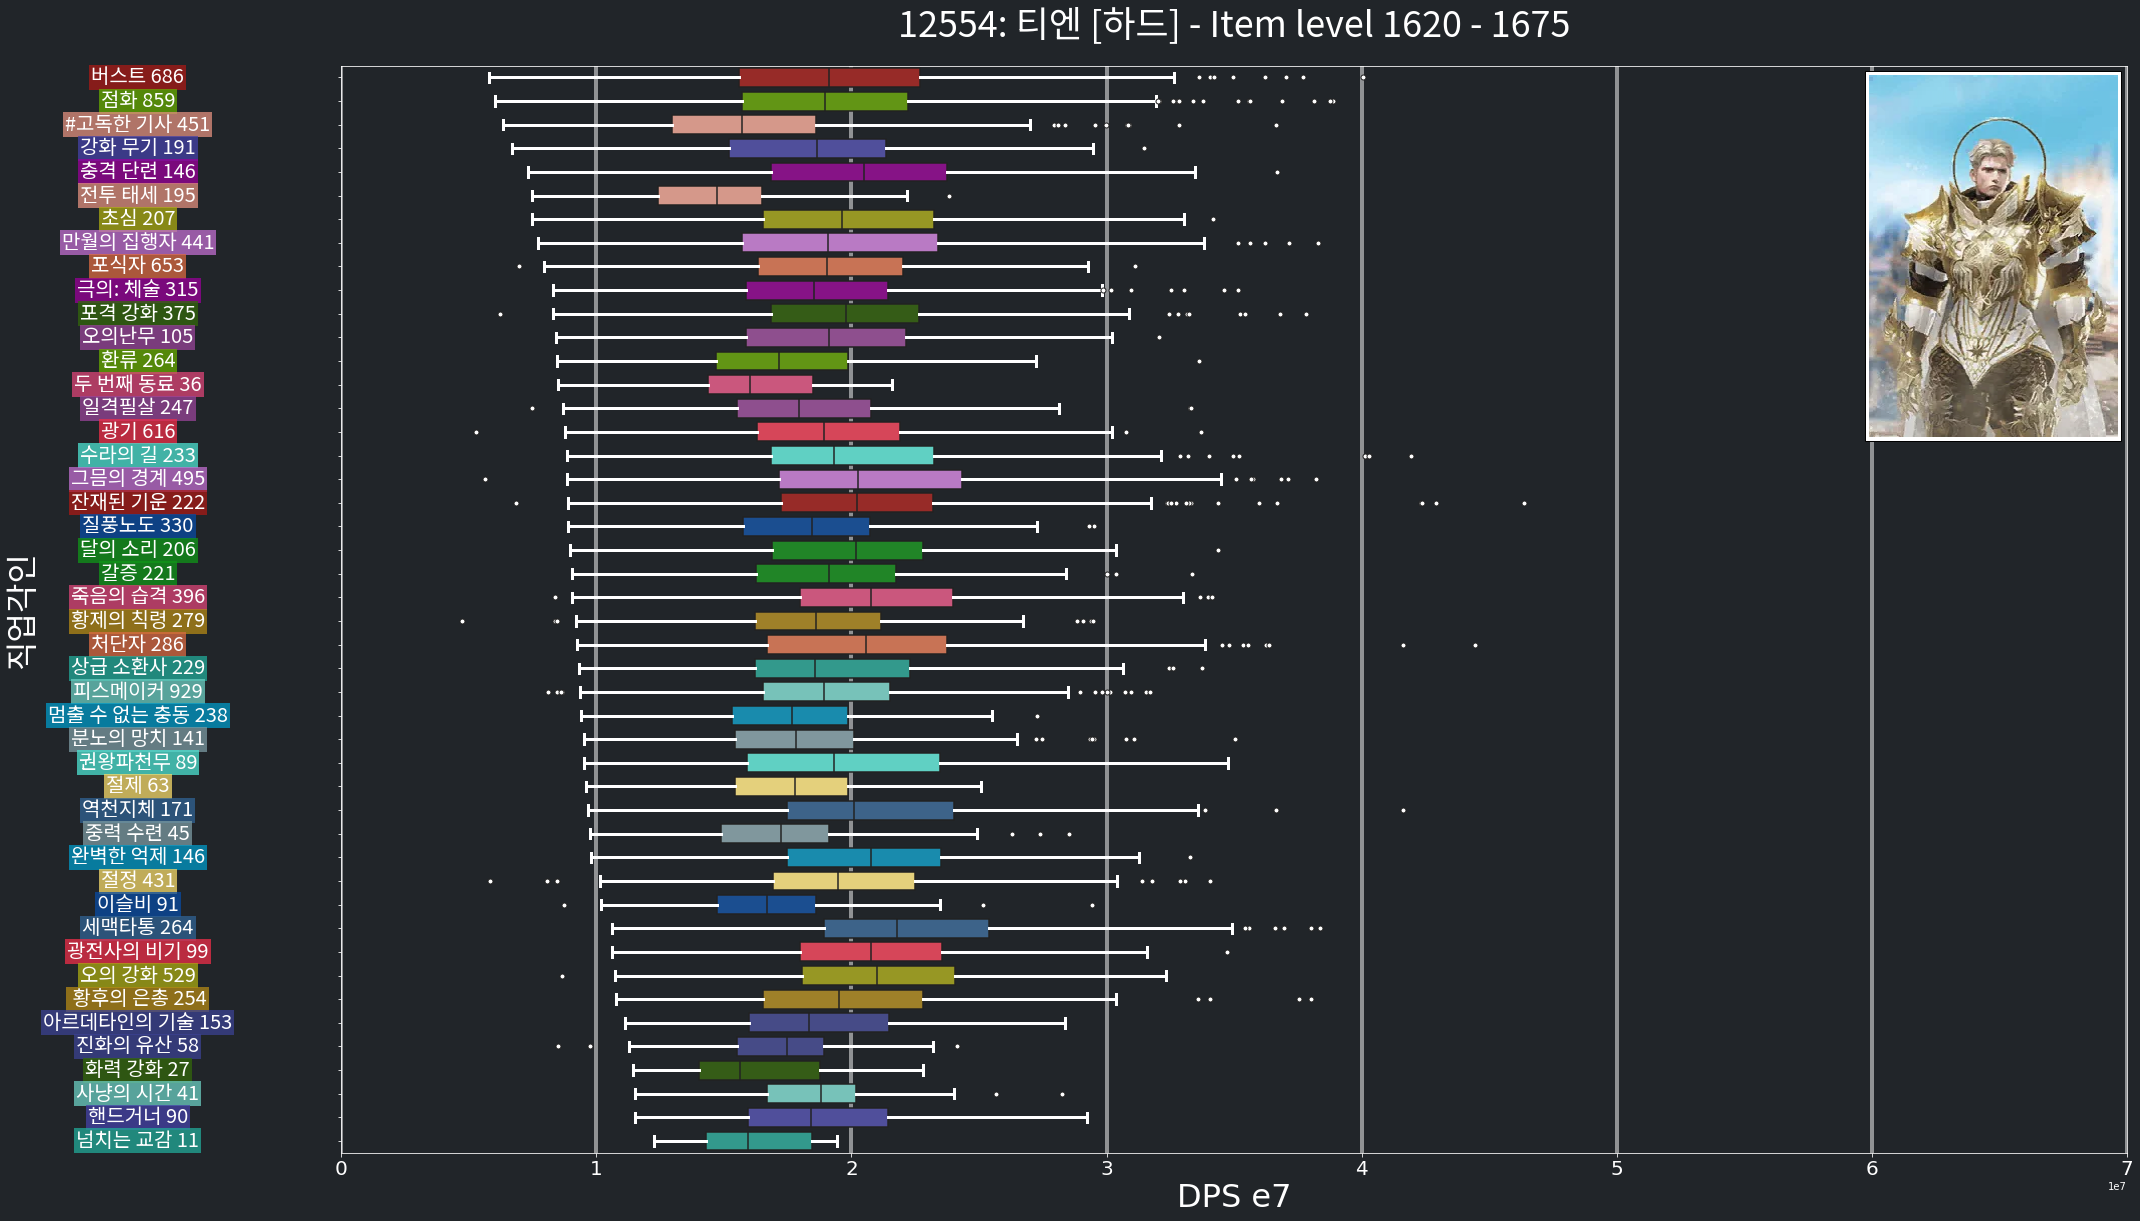 12554: 티엔 [하드] - Item level 1620 - 1675
버스트 686
점화 859
#고독한 기사 451
강화 무기 191
충격 단련 146
전투 태세 195
초심 207
만월의 집행자 441
포식자 653
극의: 체술 315
포격 강화 375
오의난무 105
환류 264
두 번째 동료 36
일격필살 247
광기 616
수라의 길 233
그믐의 경계 495
잔재된 기운 222
질풍노도 330
달의 소리 206
갈증 221
죽음의 습격 396
황제의 칙령 279
처단자 286
상급 소환사 229
피스메이커 929
멈출 수 없는 충동 238
분노의 망치 141
권왕파천무 89
절제 63
역천지체 171
중력 수련 45
완벽한 억제 146
절정 431
이슬비 91
세맥타통 264
광전사의 비기 99
오의 강화 529
황후의 은총 254
아르데타인의 기술 153
진화의 유산 58
화력 강화 27
사냥의 시간 41
핸드거너 90
넘치는 교감 11
직업각인
0 1 2 3 4 5 6 7
1e7
DPS e7